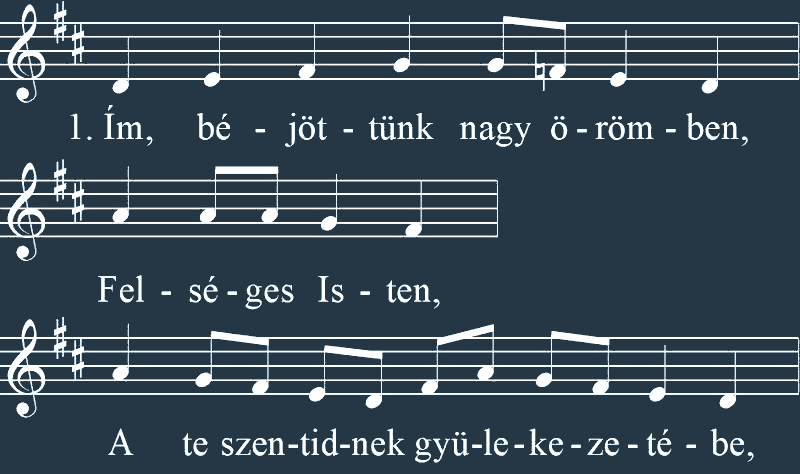 1. Ím, bé - jöt - tünk nagy ö - röm - ben,
Fel - sé - ges Is - ten,
A te szen-tid-nek gyü-le-ke-ze-té-be,